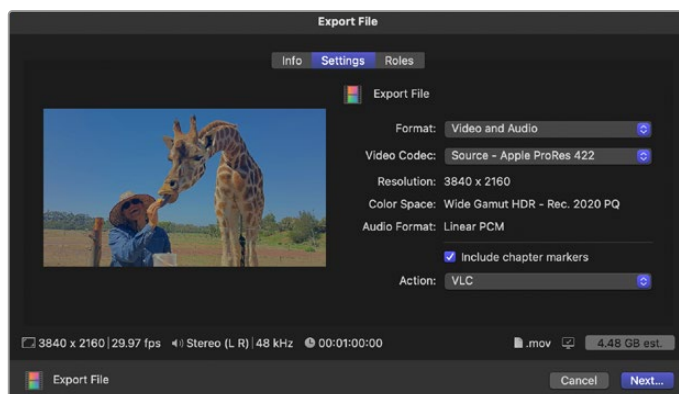 Export File
Info Settings Roles
Export File
Format: Video and Audio
Video Codec: Source - Apple ProRes 422
Resolution: 3840 x 2160
Color Space: Wide Gamut HDR - Rec. 2020 PQ
Audio Format: Linear PCM
Include chapter markers
Action: VLC
3840 x 2160 | 29.97 fps Stereo (L R) | 48 kHz 00:01:00:00 .mov 4.48 GB est.
Export File Cancel Next...